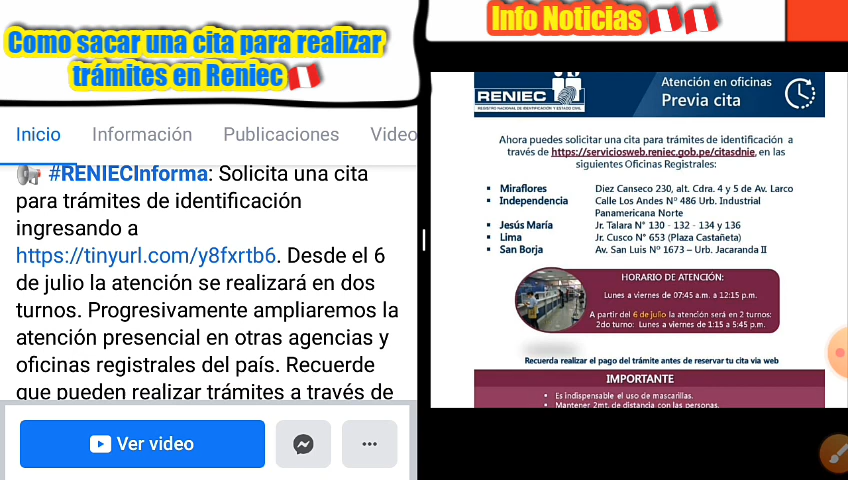 Como sacar una cita para realizar
trámites en Reniec
Inicio Información Publicaciones Video
#RENIECInforma: Solicita una cita
para trámites de identificación
ingresando a
https://tinyurl.com/y8fxrtb6. Desde el 6
de julio la atención se realizará en dos
turnos. Progresivamente ampliaremos la
atención presencial en otras agencias y
oficinas registrales del país. Recuerde
que pueden realizar trámites a través de
Ver video
Info Noticias
RENIEC
REGISTRO NACIONAL DE IDENTIFICACIÓN Y ESTADO CIVIL
Atención en oficinas
Previa cita
Ahora puedes solicitar una cita para trámites de identificación a
través de https://serviciosweb.reniec.gob.pe/citasdnie, en las
siguientes Oficinas Registrales:
Miraflores Diez Canseco 230, alt. Cdra. 4 y 5 de Av. Larco
Independencia Calle Los Andes N° 486 Urb. Industrial
Panamericana Norte
Jesús María Jr. Talara N° 130 - 132 - 134 y 136
Lima Jr. Cusco N° 653 (Plaza Castañeta)
San Borja Av. San Luis N° 1673 – Urb. Jacaranda II
HORARIO DE ATENCIÓN:
Lunes a viernes de 07:45 a.m. a 12:15 p.m.
A partir del 6 de julio la atención será en 2 turnos:
2do turno: Lunes a viernes de 1:15 a 5:45 p.m.
Recuerda realizar el pago del trámite antes de reservar tu cita vía web
IMPORTANTE
Es indispensable el uso de mascarillas.
Mantener 2mt. de distancia con las personas.